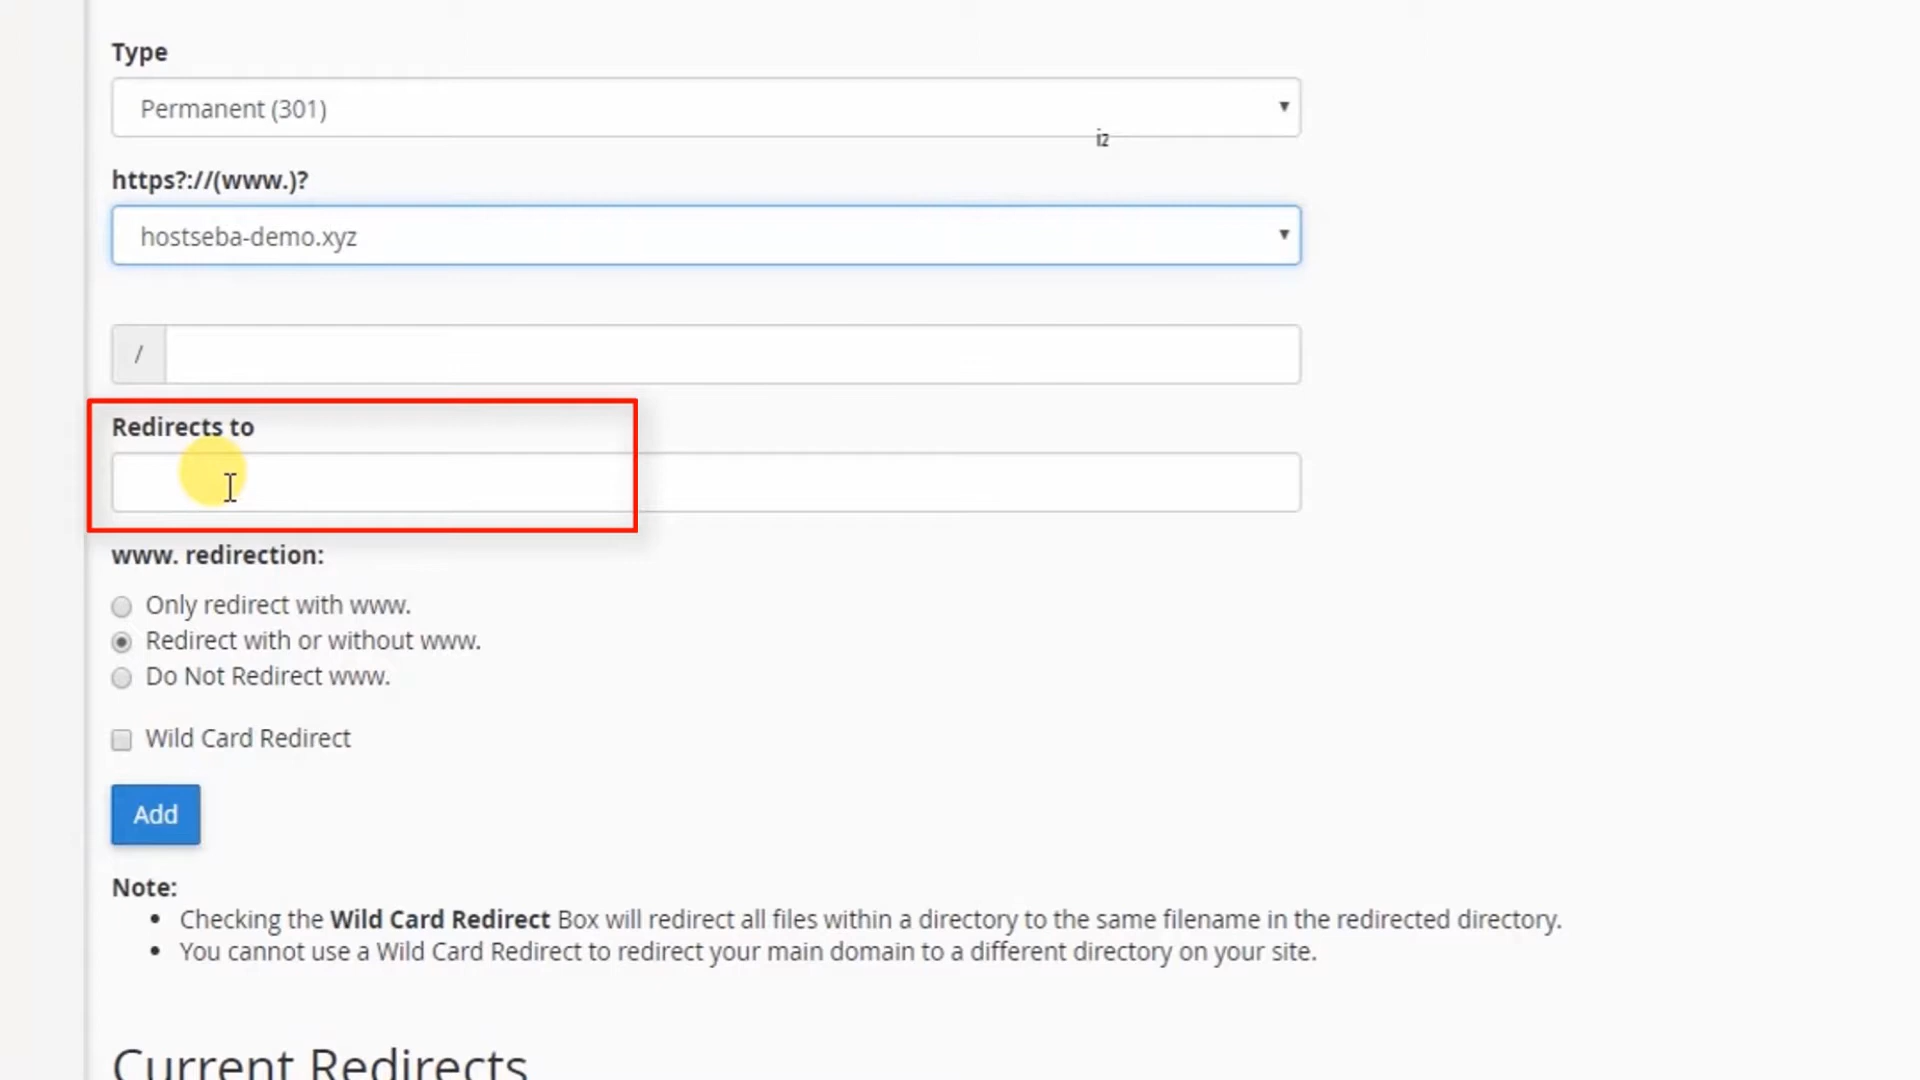 Type
Permanent (301)
https?://(www.)?
hostseba-demo.xyz
/
Redirects to
www. redirection:
Only redirect with www.
Redirect with or without www.
Do Not Redirect www.
Wild Card Redirect
Add
Note:
Checking the Wild Card Redirect Box will redirect all files within a directory to the same filename in the redirected directory.
You cannot use a Wild Card Redirect to redirect your main domain to a different directory on your site.
Current Redirects